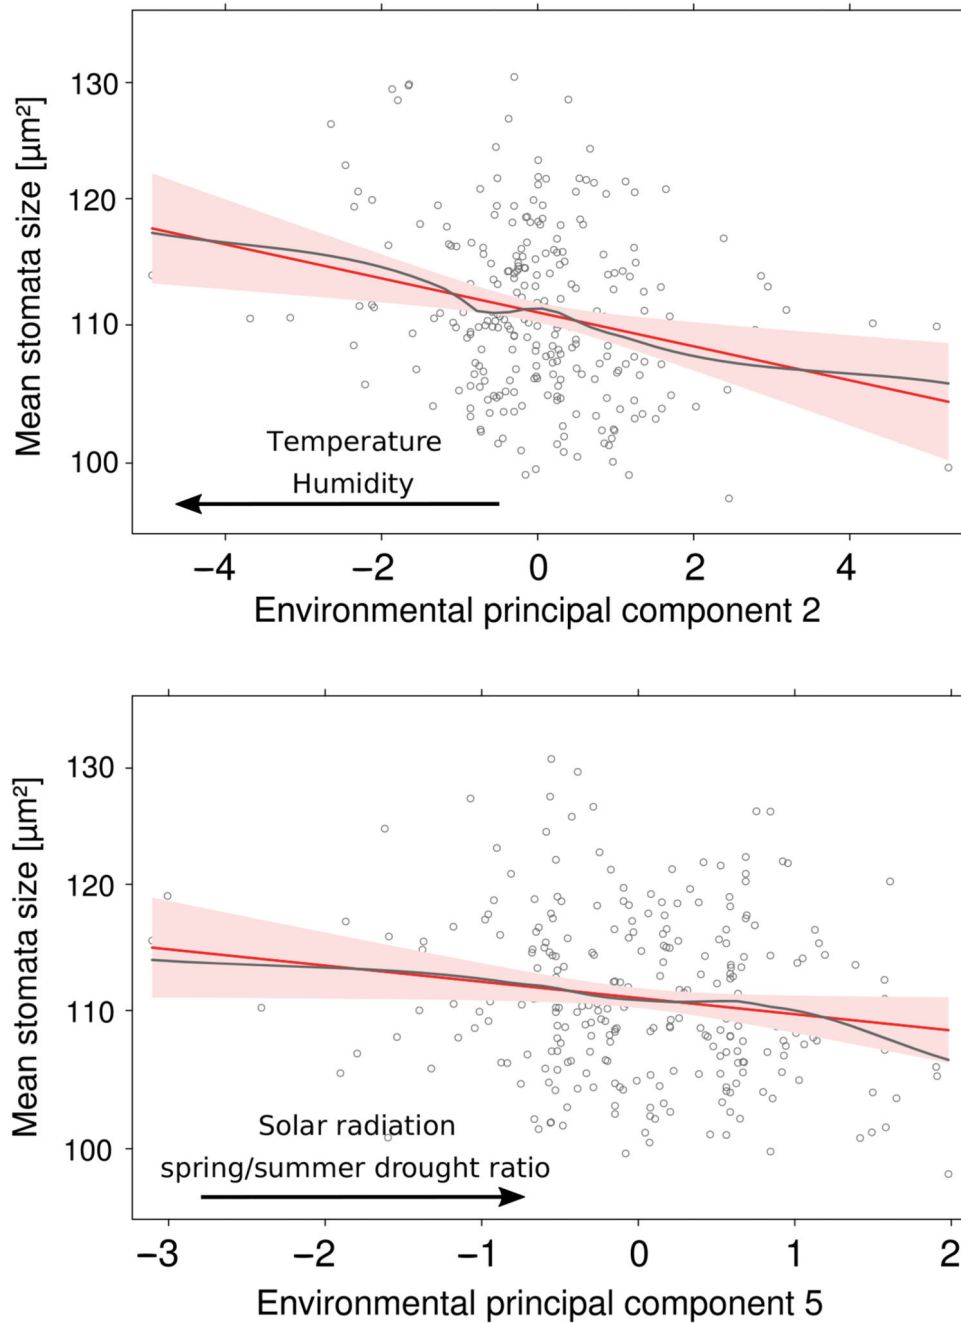 Mean stomata size [µm²]
130
120
110
100
Temperature
Humidity
−4
−2
0
2
4
Environmental principal component 2
Mean stomata size [µm²]
130
120
110
100
Solar radiation
spring/summer drought ratio
−3
−2
−1
0
1
2
Environmental principal component 5